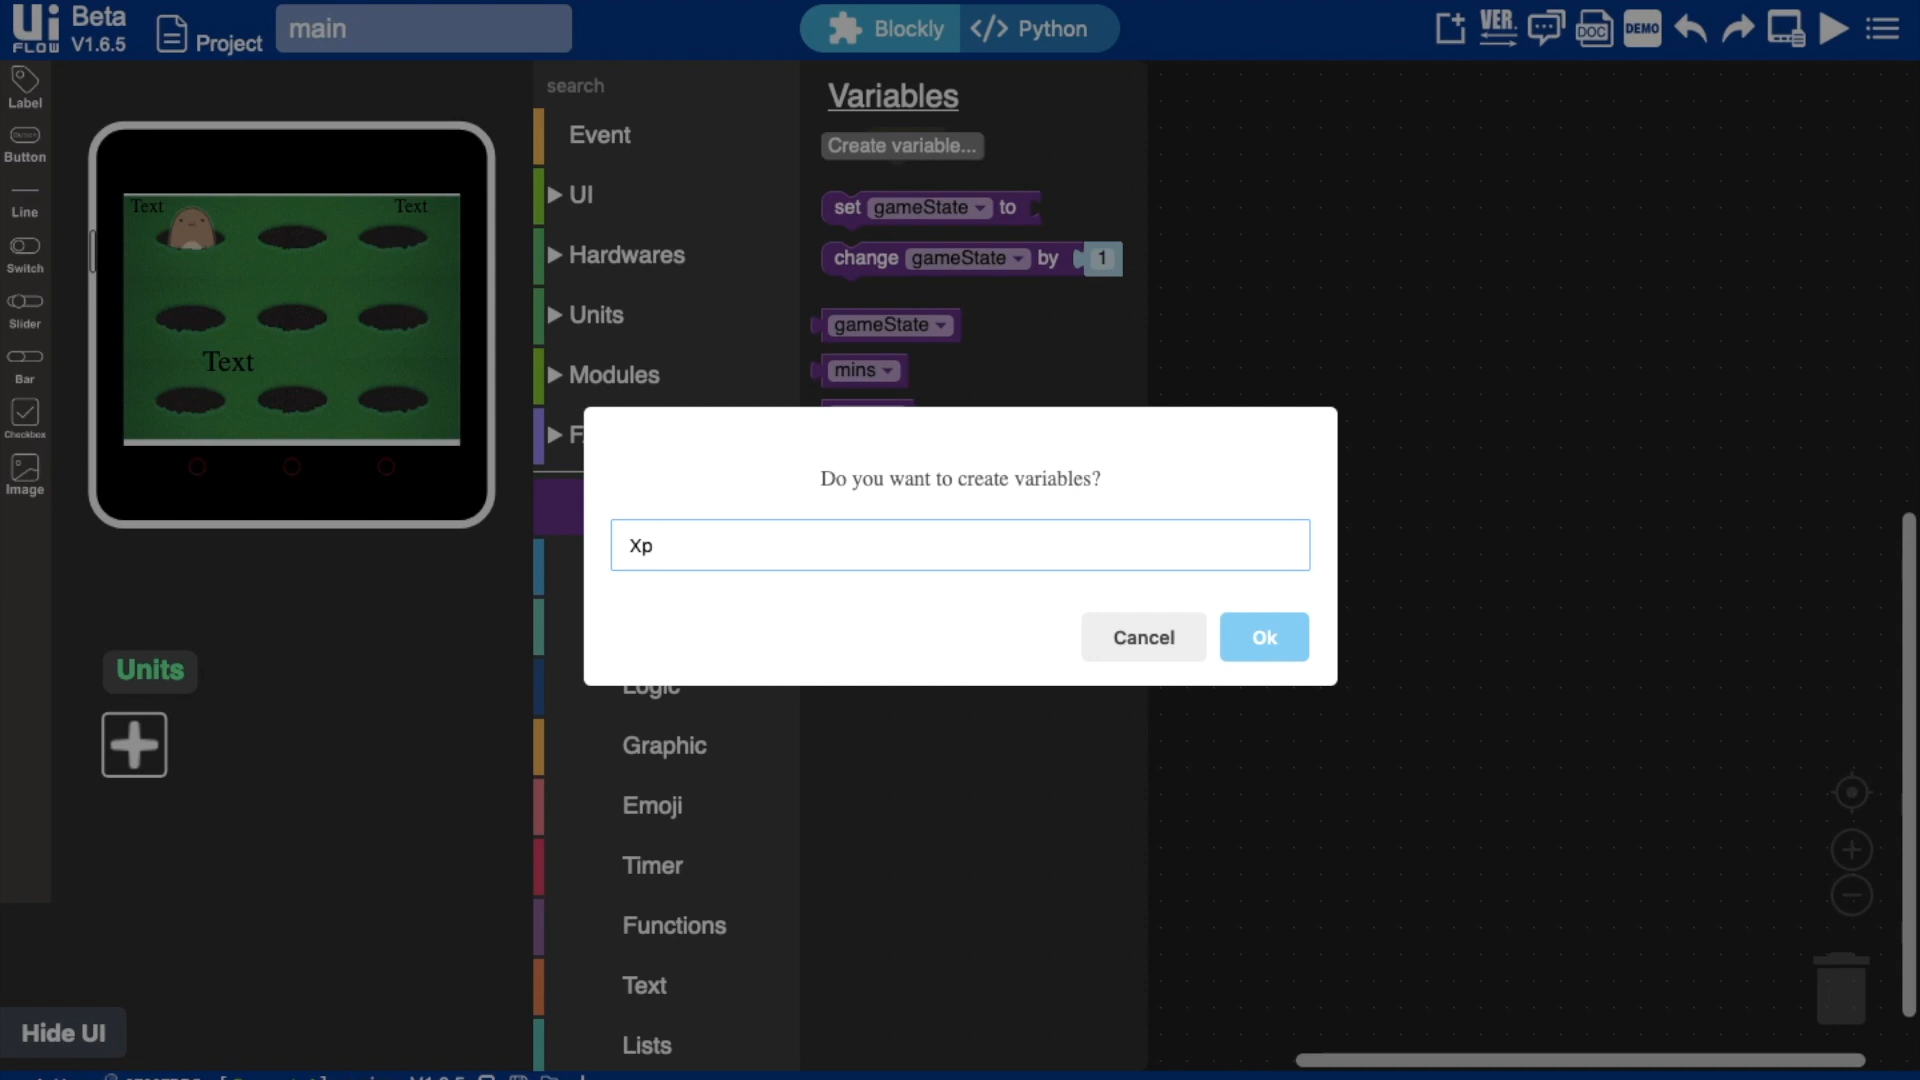 Ui
FLOW
Beta
V1.6.5
Project
main
Blockly
</> Python
VER.
DOC
DEMO
Label
Button
Line
Switch
Slider
Bar
Checkbox
Image
Text
Text
Text
Units
Hide UI
search
Event
UI
Hardwares
Units
Modules
F
Logic
Graphic
Emoji
Timer
Functions
Text
Lists
Variables
Create variable...
set gameState to
change gameState by 1
gameState
mins
Do you want to create variables?
Xp
Cancel
Ok